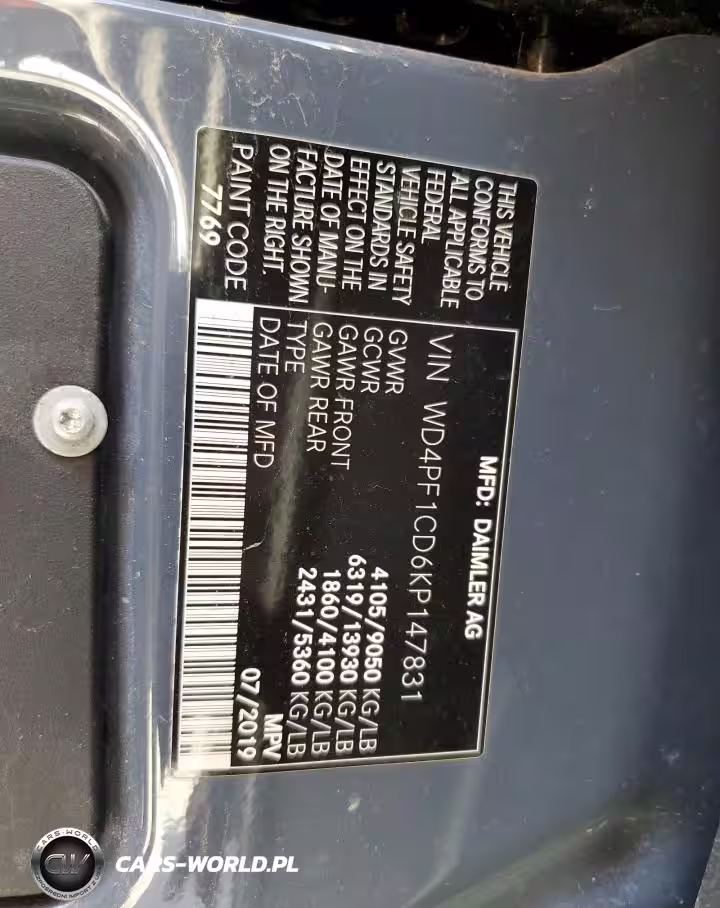 THIS VEHICLE
CONFORMS TO
ALL APPLICABLE
FEDERAL
VEHICLE SAFETY
STANDARDS IN
EFFECT ON THE
DATE OF MANU-
FACTURE SHOWN
ON THE RIGHT.
PAINT CODE
7769
MFD: DAIMLER AG
VIN WD4PF1CD6KP147831
GVWR 4105/9050 KG/LB
GCWR 6319/13930 KG/LB
GAWR FRONT 1860/4100 KG/LB
GAWR REAR 2431/5360 KG/LB
TYPE MPV
DATE OF MFD 07/2019
CARS-WORLD
CW
CARS-WORLD.PL